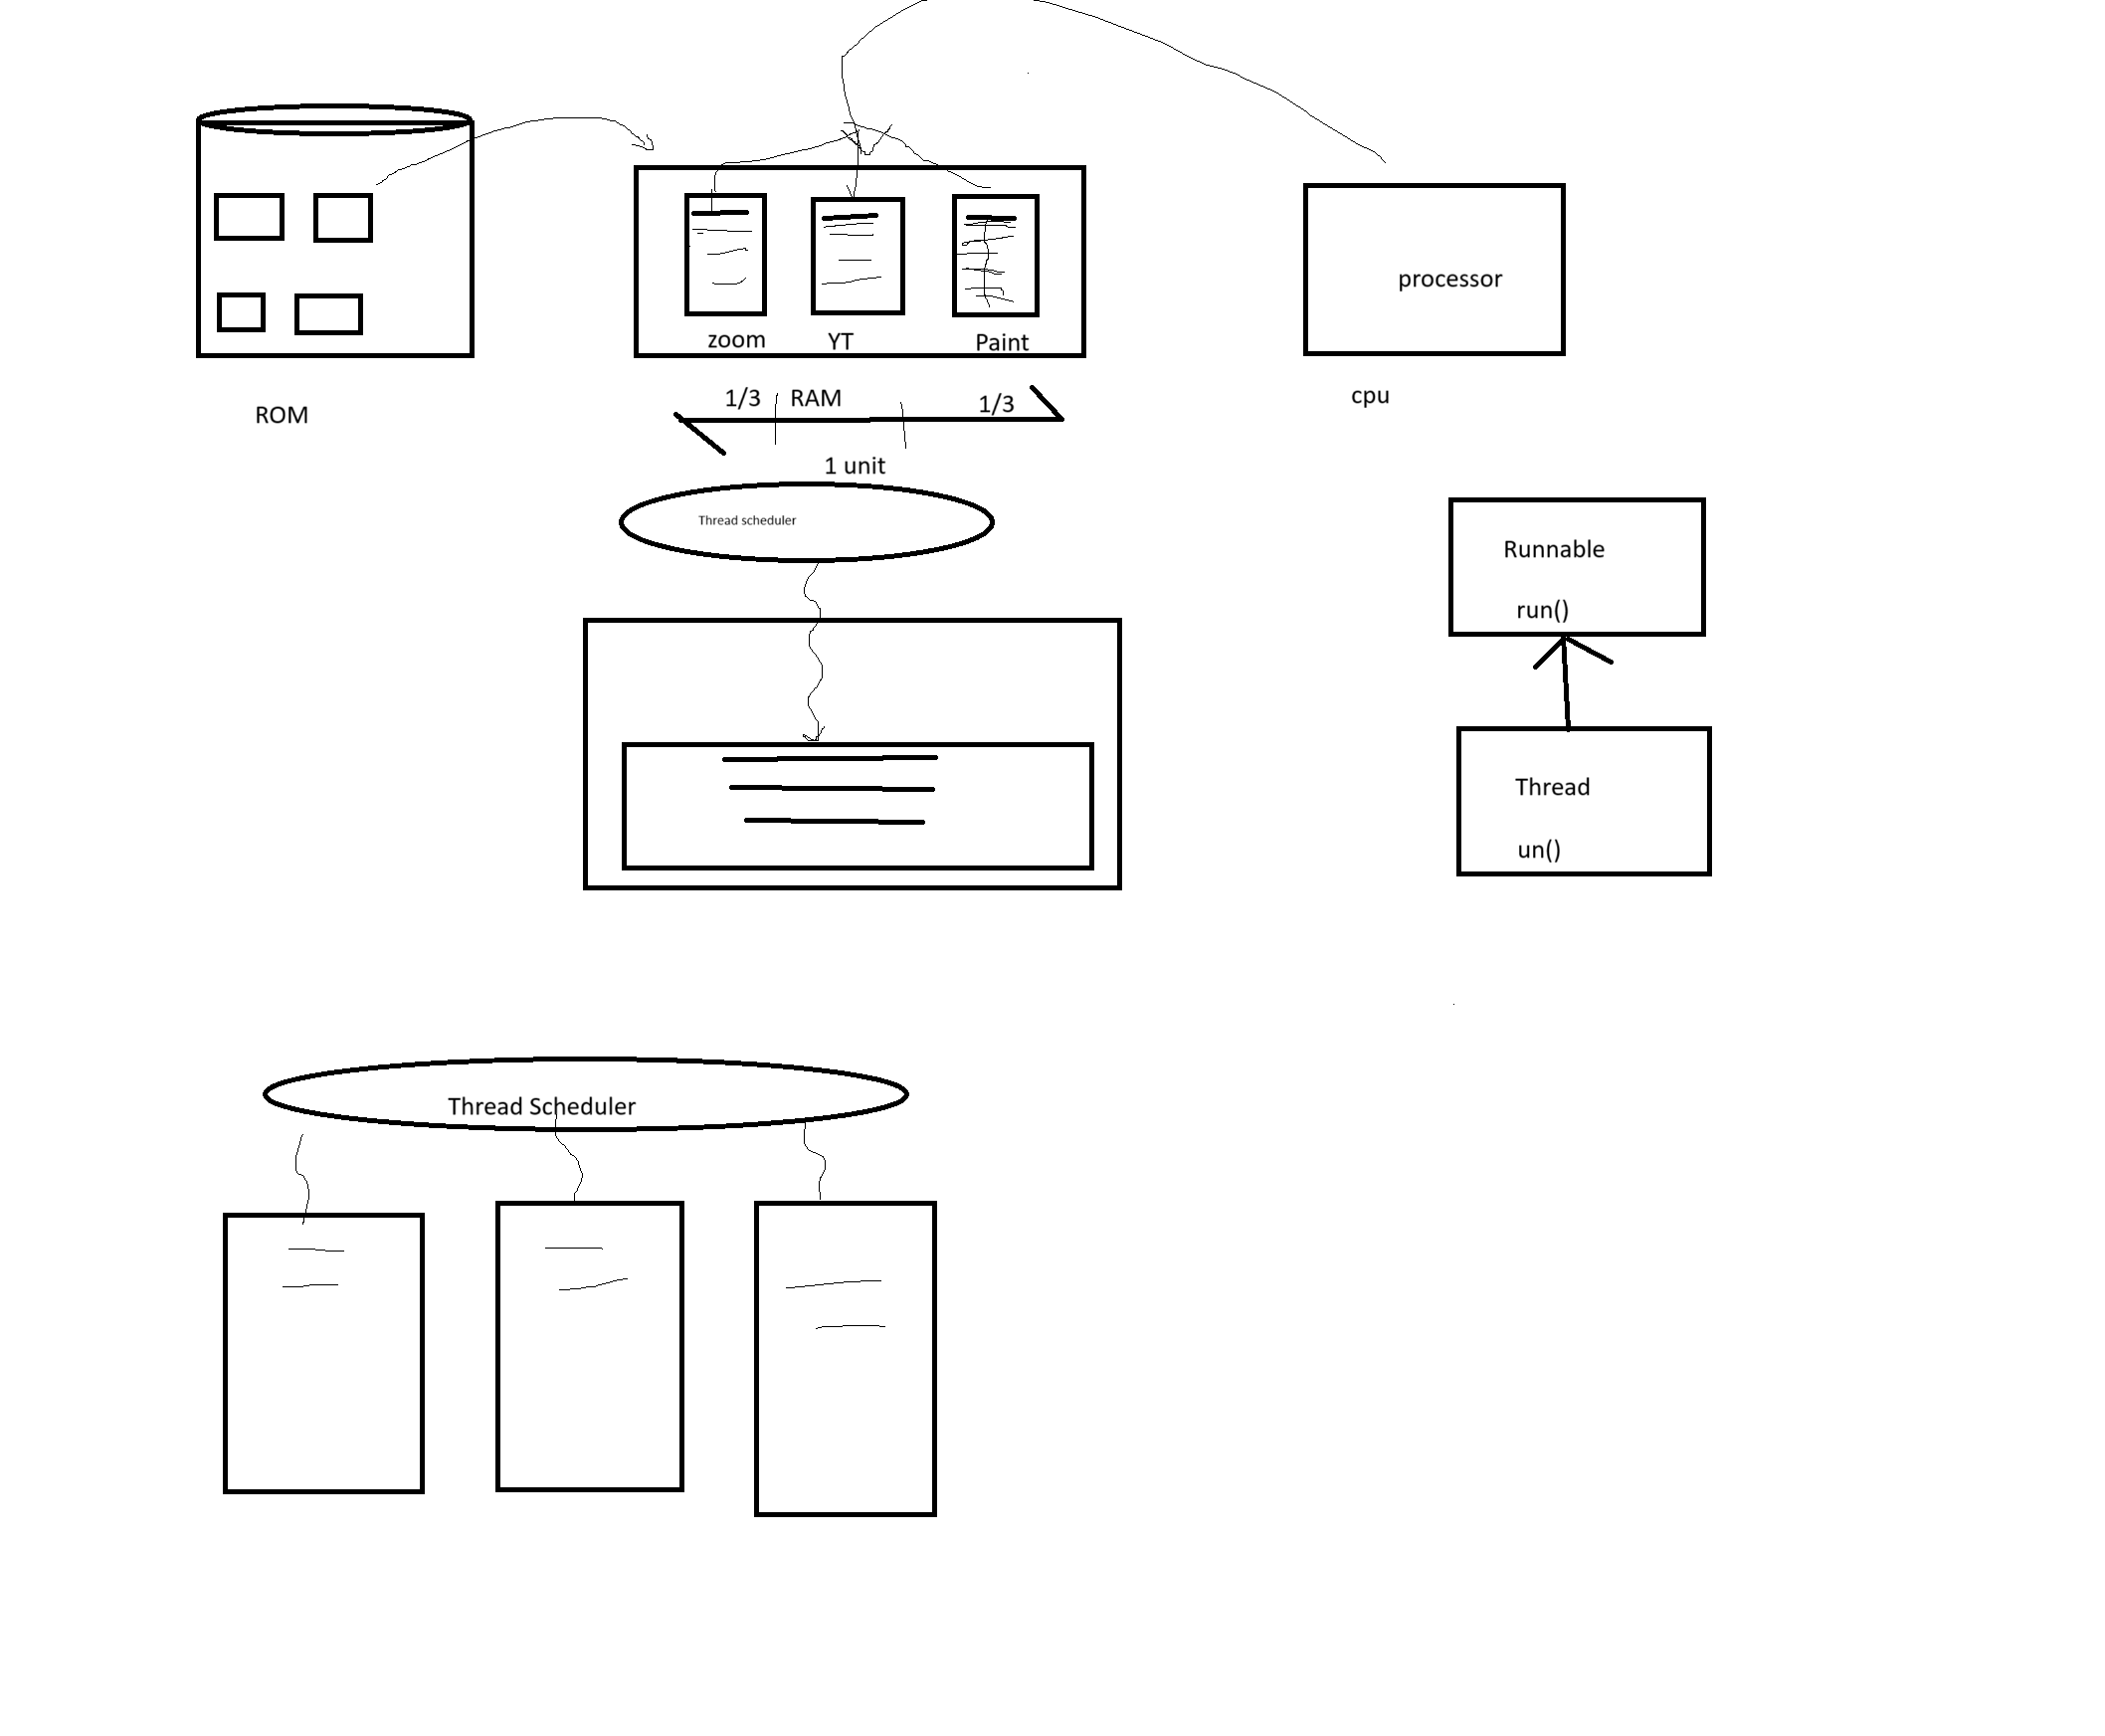 zoom YT Paint
processor
ROM
1/3 RAM 1/3
cpu
1 unit
Thread scheduler
Runnable
run()
Thread
un()
Thread Scheduler